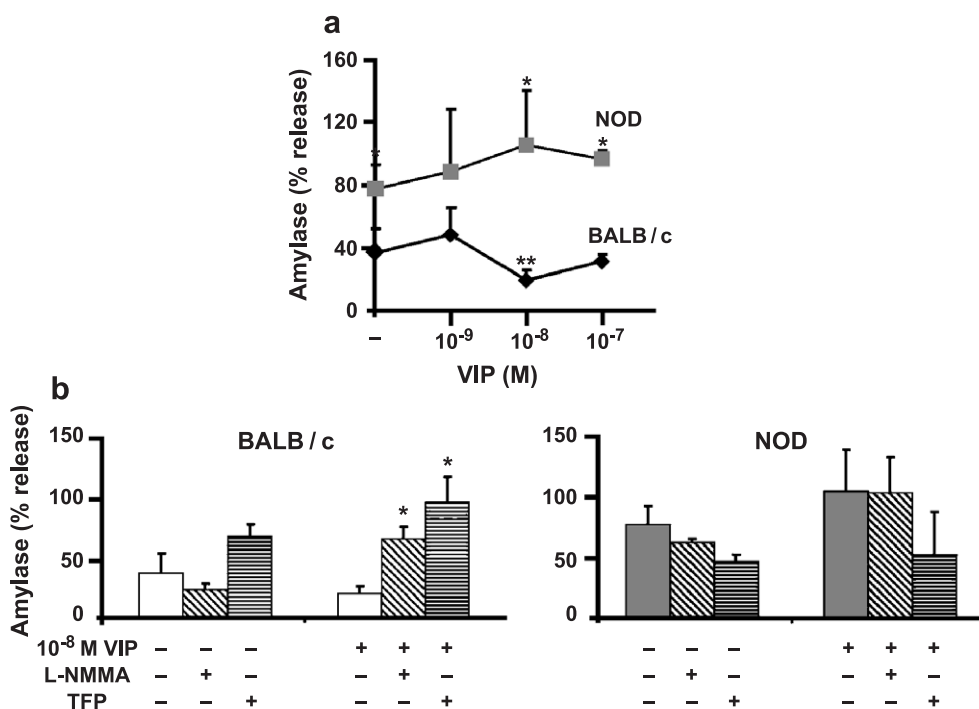 a
Amylase (% release)
160
120
80
40
0
*
*
*
NOD
BALB / c
**
– 10⁻⁹ 10⁻⁸ 10⁻⁷
VIP (M)
b
Amylase (% release)
150
100
50
0
BALB / c
*
*
150
100
50
0
NOD
10⁻⁸ M VIP – – – + + + – – – + + +
L-NMMA – + – – + – – + – – + –
TFP – – + – – + – – + – – +